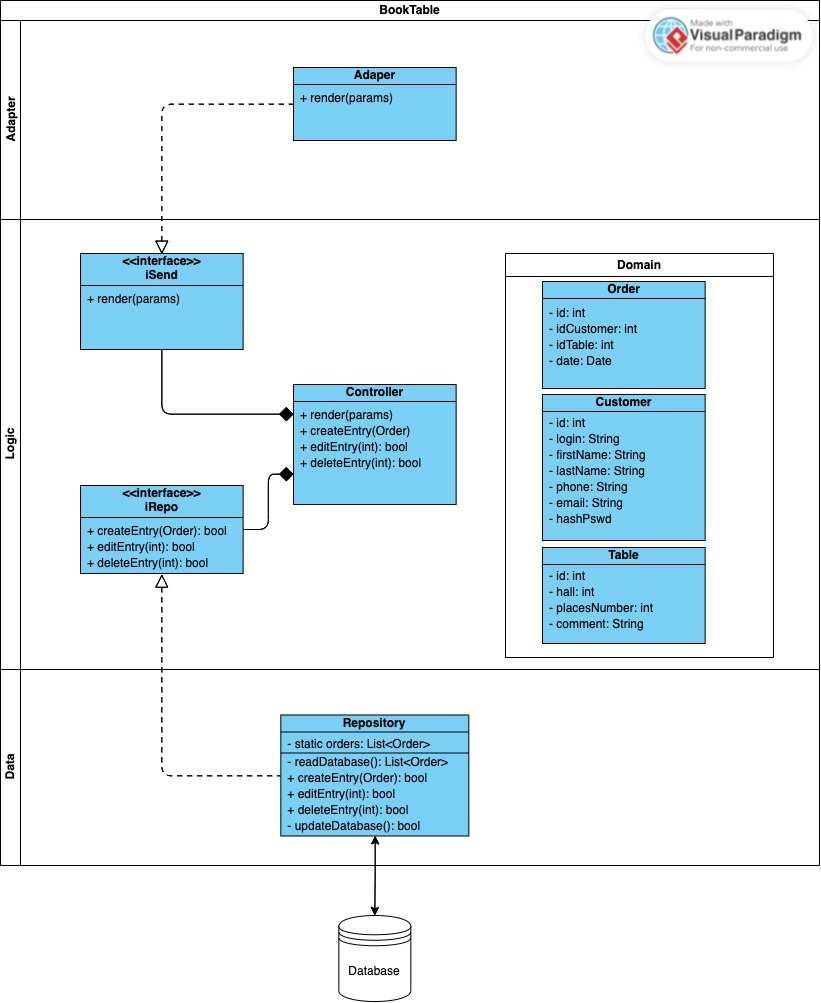 BookTable
Made with
VisualParadigm
For non-commercial use
Adapter
Adaper
+ render(params)
Logic
<<interface>>
iSend
+ render(params)
Controller
+ render(params)
+ createEntry(Order)
+ editEntry(int): bool
+ deleteEntry(int): bool
<<interface>>
iRepo
+ createEntry(Order): bool
+ editEntry(int): bool
+ deleteEntry(int): bool
Domain
Order
- id: int
- idCustomer: int
- idTable: int
- date: Date
Customer
- id: int
- login: String
- firstName: String
- lastName: String
- phone: String
- email: String
- hashPswd
Table
- id: int
- hall: int
- placesNumber: int
- comment: String
Data
Repository
- static orders: List<Order>
- readDatabase(): List<Order>
+ createEntry(Order): bool
+ editEntry(int): bool
+ deleteEntry(int): bool
- updateDatabase(): bool
Database